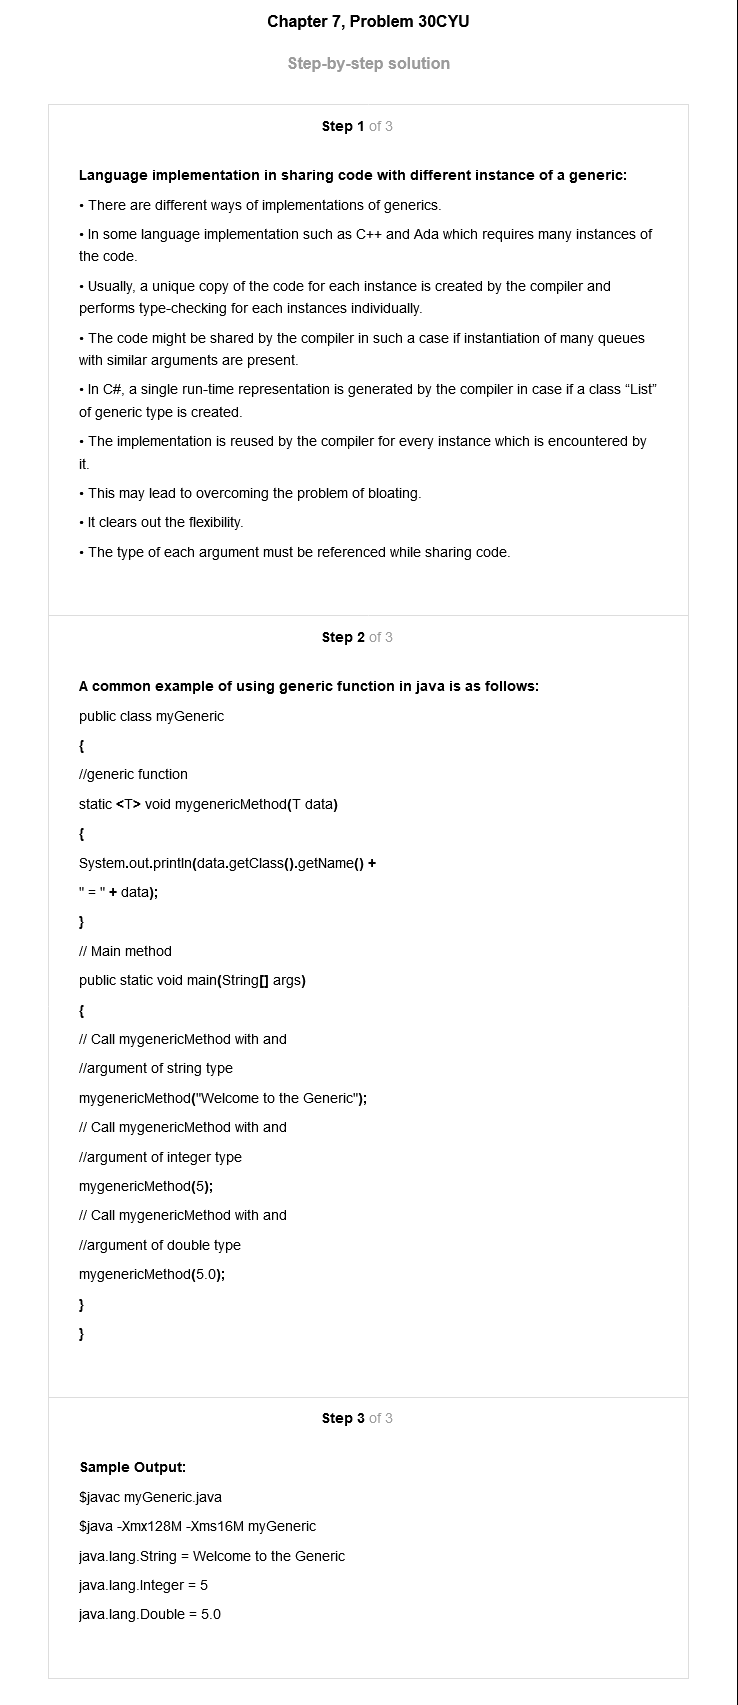 Chapter 7, Problem 30CYU
Step-by-step solution
Step 1 of 3
Language implementation in sharing code with different instance of a generic:
• There are different ways of implementations of generics.
• In some language implementation such as C++ and Ada which requires many instances of
the code.
• Usually, a unique copy of the code for each instance is created by the compiler and
performs type-checking for each instances individually.
• The code might be shared by the compiler in such a case if instantiation of many queues
with similar arguments are present.
• In C#, a single run-time representation is generated by the compiler in case if a class “List”
of generic type is created.
• The implementation is reused by the compiler for every instance which is encountered by
it.
• This may lead to overcoming the problem of bloating.
• It clears out the flexibility.
• The type of each argument must be referenced while sharing code.
Step 2 of 3
A common example of using generic function in java is as follows:
public class myGeneric
{
//generic function
static <T> void mygenericMethod(T data)
{
System.out.println(data.getClass().getName() +
" = " + data);
}
// Main method
public static void main(String[] args)
{
// Call mygenericMethod with and
//argument of string type
mygenericMethod("Welcome to the Generic");
// Call mygenericMethod with and
//argument of integer type
mygenericMethod(5);
// Call mygenericMethod with and
//argument of double type
mygenericMethod(5.0);
}
}
Step 3 of 3
Sample Output:
$javac myGeneric.java
$java -Xmx128M -Xms16M myGeneric
java.lang.String = Welcome to the Generic
java.lang.Integer = 5
java.lang.Double = 5.0